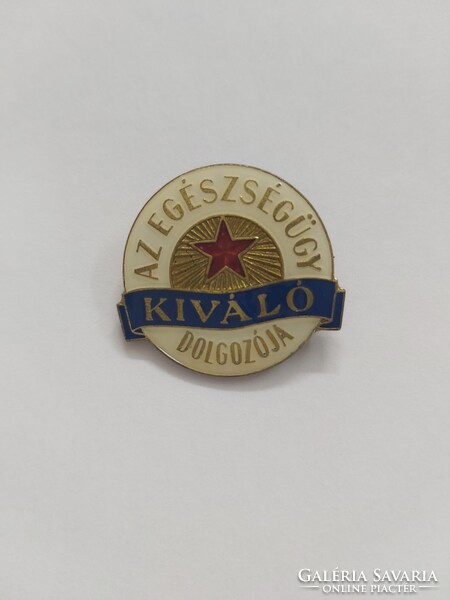 AZ EGÉSZSÉGÜGY
KIVÁLÓ
DOLGOZÓJA
GALÉRIA SAVARIA
ONLINE PIACTÉR